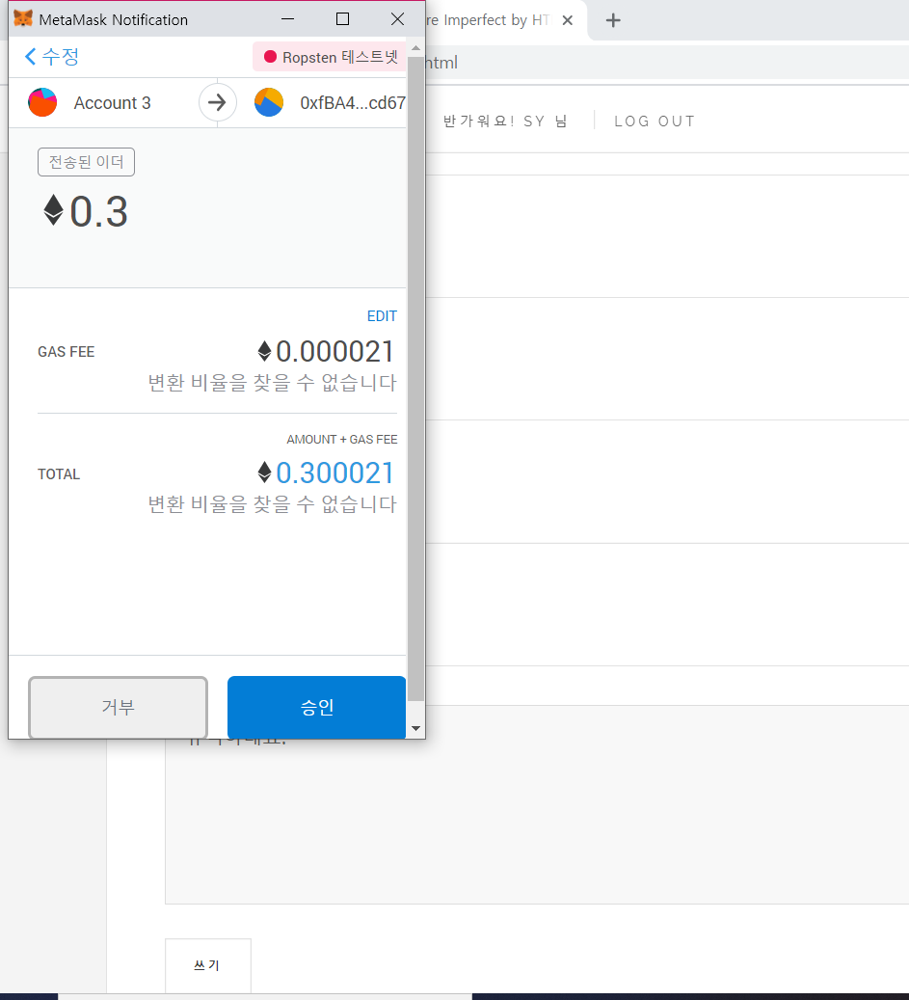 MetaMask Notification
re Imperfect by HT
html
수정
Ropsten 테스트넷
Account 3
0xfBA4...cd67
반가워요! SY 님
LOG OUT
전송된 이더
0.3
EDIT
GAS FEE
0.000021
변환 비율을 찾을 수 없습니다
AMOUNT + GAS FEE
TOTAL
0.300021
변환 비율을 찾을 수 없습니다
거부
승인
쓰기